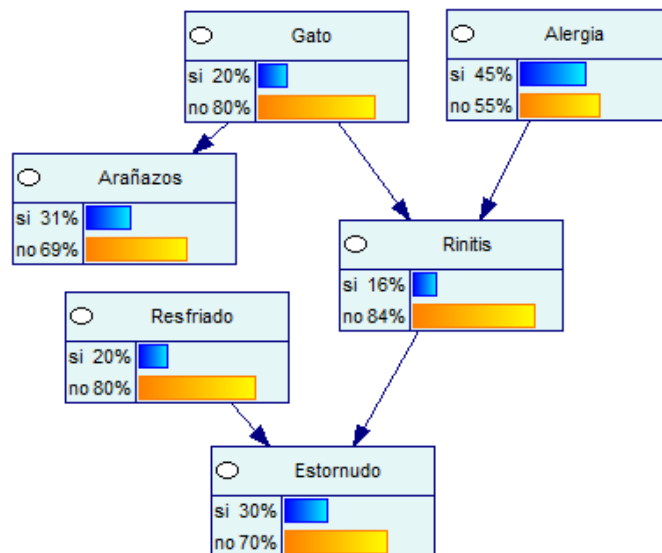 Gato
si 20%
no 80%
Alergia
si 45%
no 55%
Arañazos
si 31%
no 69%
Rinitis
si 16%
no 84%
Resfriado
si 20%
no 80%
Estornudo
si 30%
no 70%